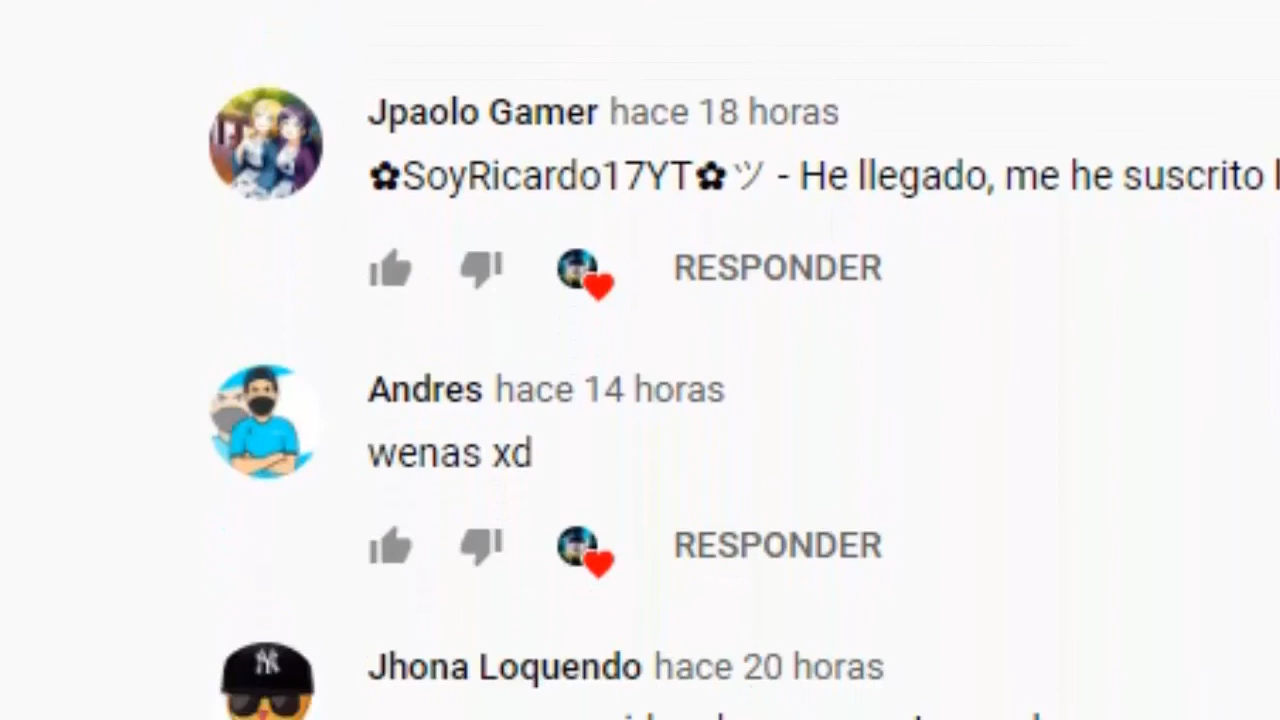 Jpaolo Gamer hace 18 horas
✿SoyRicardo17YT✿ツ - He llegado, me he suscrito
RESPONDER
Andres hace 14 horas
wenas xd
RESPONDER
Jhona Loquendo hace 20 horas